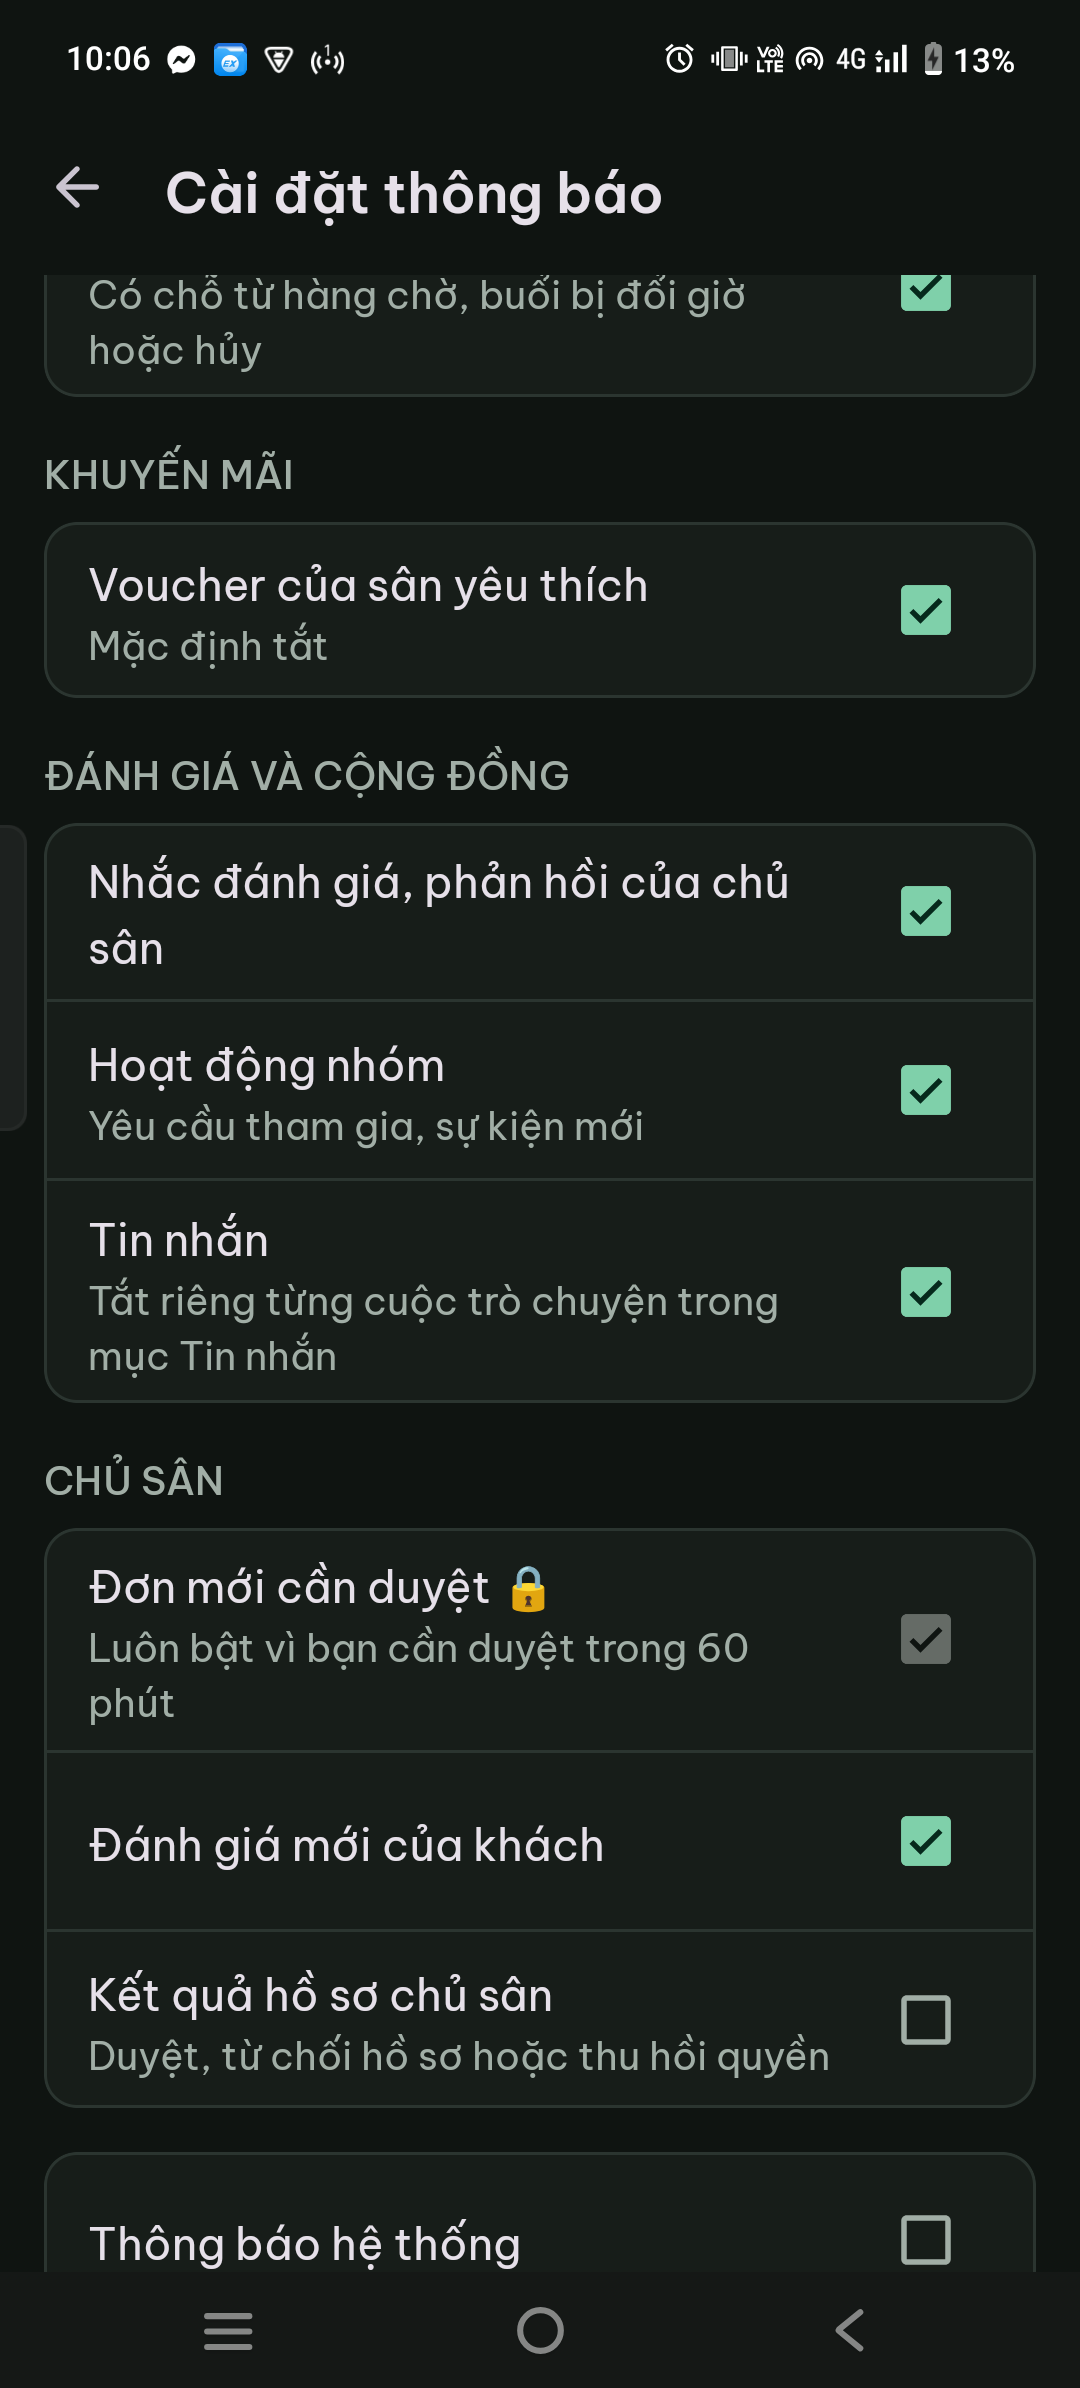 10:06
1
VoLTE
4G
13%
Cài đặt thông báo
Có chỗ từ hàng chờ, buổi bị đổi giờ
hoặc hủy
KHUYẾN MÃI
Voucher của sân yêu thích
Mặc định tắt
ĐÁNH GIÁ VÀ CỘNG ĐỒNG
Nhắc đánh giá, phản hồi của chủ
sân
Hoạt động nhóm
Yêu cầu tham gia, sự kiện mới
Tin nhắn
Tắt riêng từng cuộc trò chuyện trong
mục Tin nhắn
CHỦ SÂN
Đơn mới cần duyệt 🔒
Luôn bật vì bạn cần duyệt trong 60
phút
Đánh giá mới của khách
Kết quả hồ sơ chủ sân
Duyệt, từ chối hồ sơ hoặc thu hồi quyền
Thông báo hệ thống